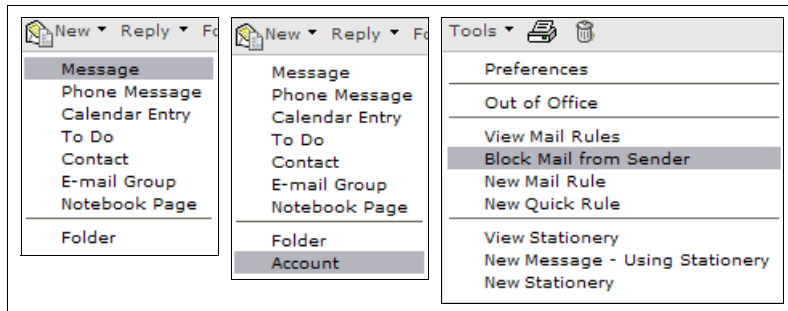 New Reply Fo
Message
Phone Message
Calendar Entry
To Do
Contact
E-mail Group
Notebook Page
Folder
New Reply Fo
Message
Phone Message
Calendar Entry
To Do
Contact
E-mail Group
Notebook Page
Folder
Account
Tools
Preferences
Out of Office
View Mail Rules
Block Mail from Sender
New Mail Rule
New Quick Rule
View Stationery
New Message - Using Stationery
New Stationery